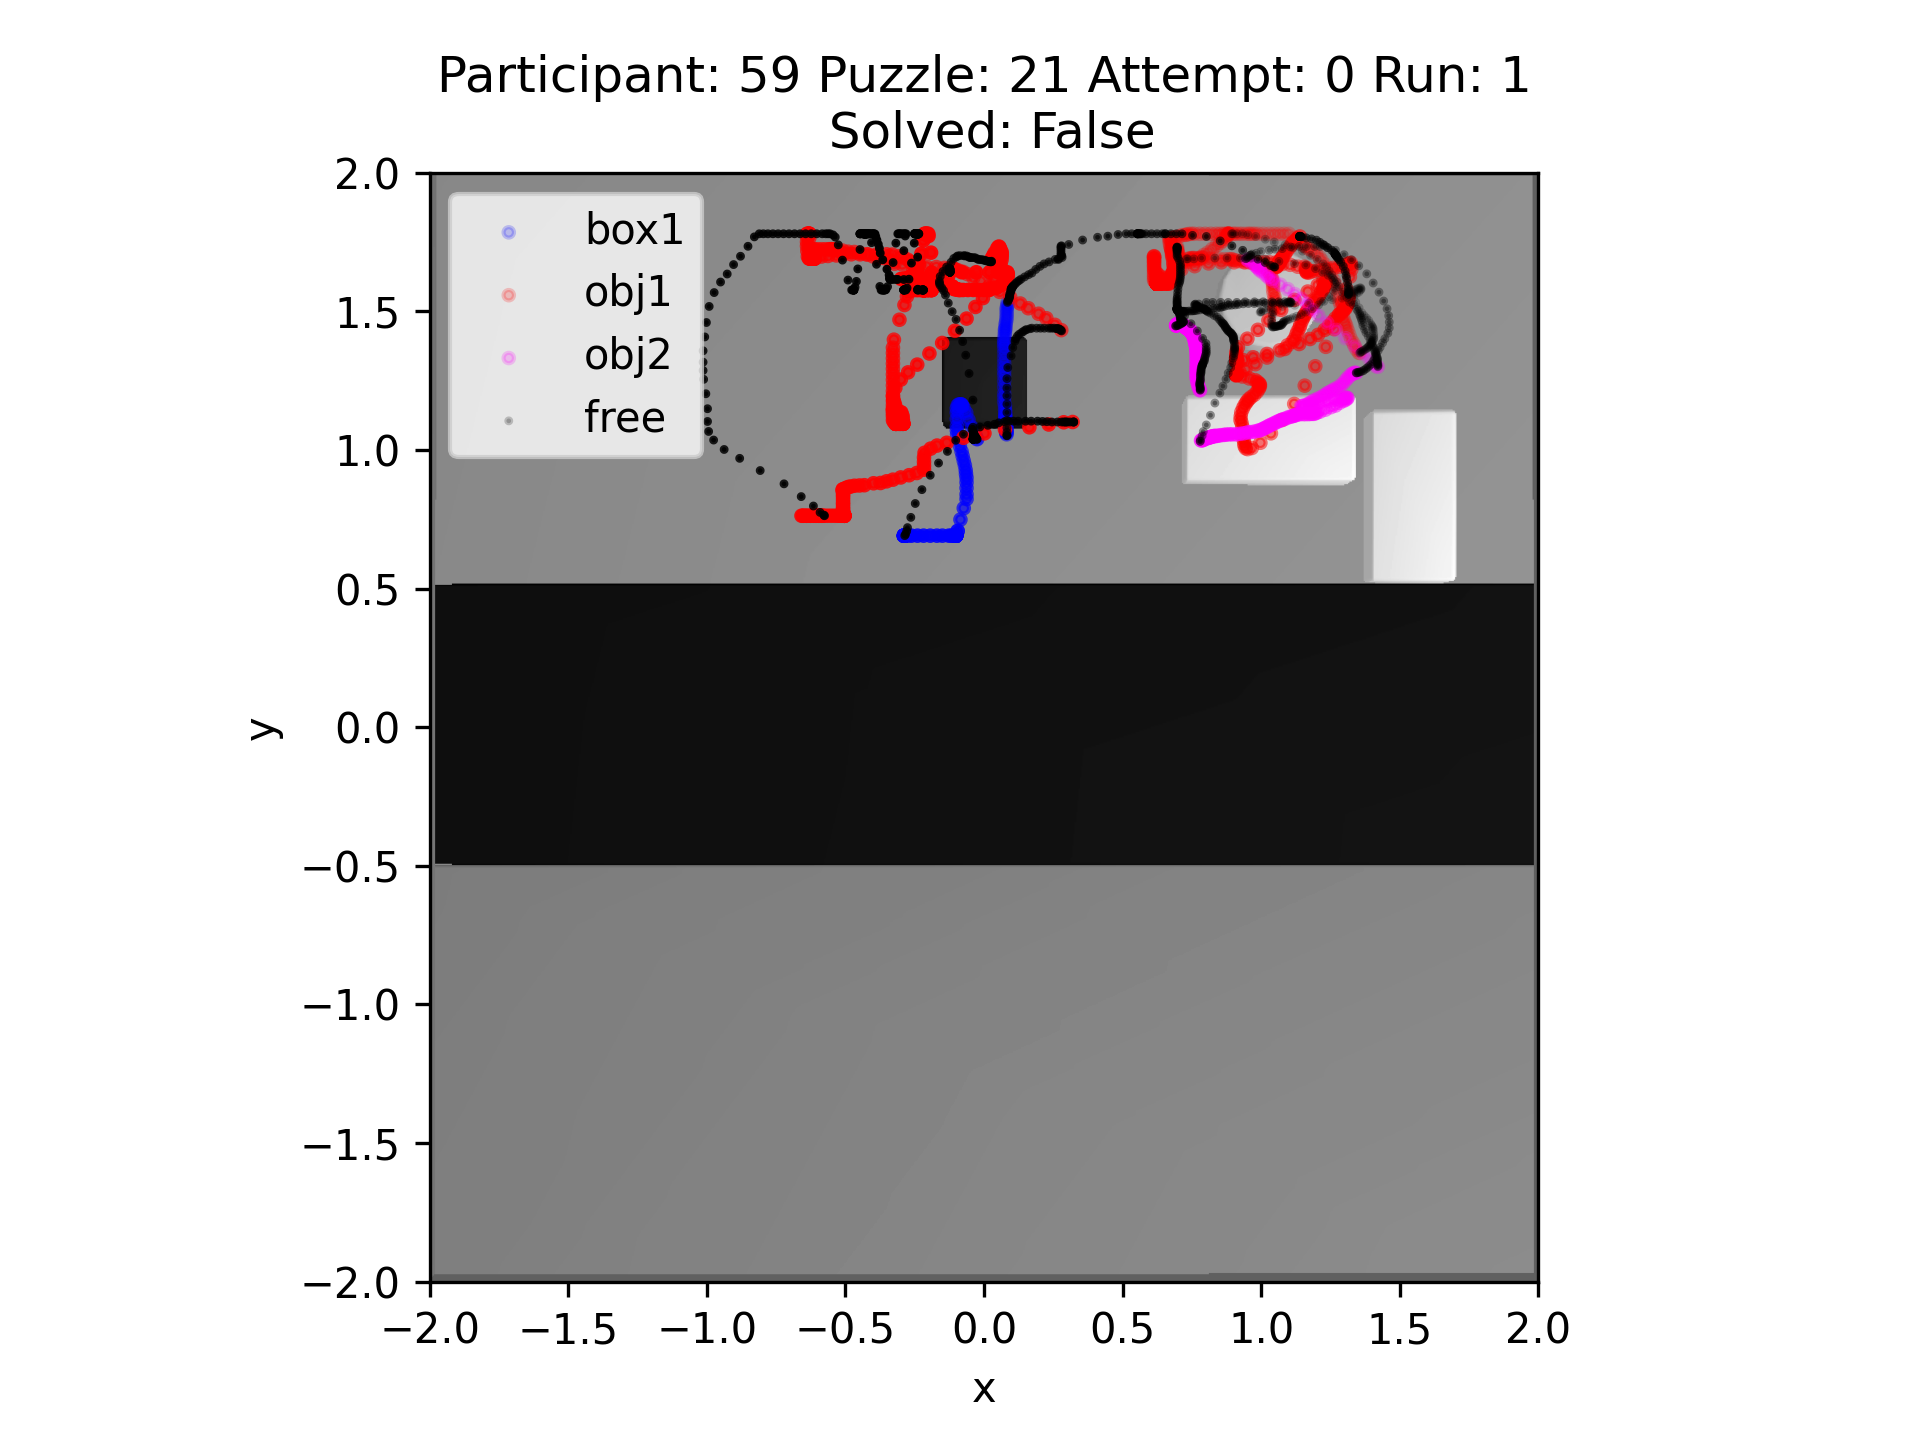 Participant: 59 Puzzle: 21 Attempt: 0 Run: 1
Solved: False
2.0
1.5
1.0
0.5
0.0
−0.5
−1.0
−1.5
−2.0
y
box1
obj1
obj2
free
−2.0 −1.5 −1.0 −0.5 0.0 0.5 1.0 1.5 2.0
x